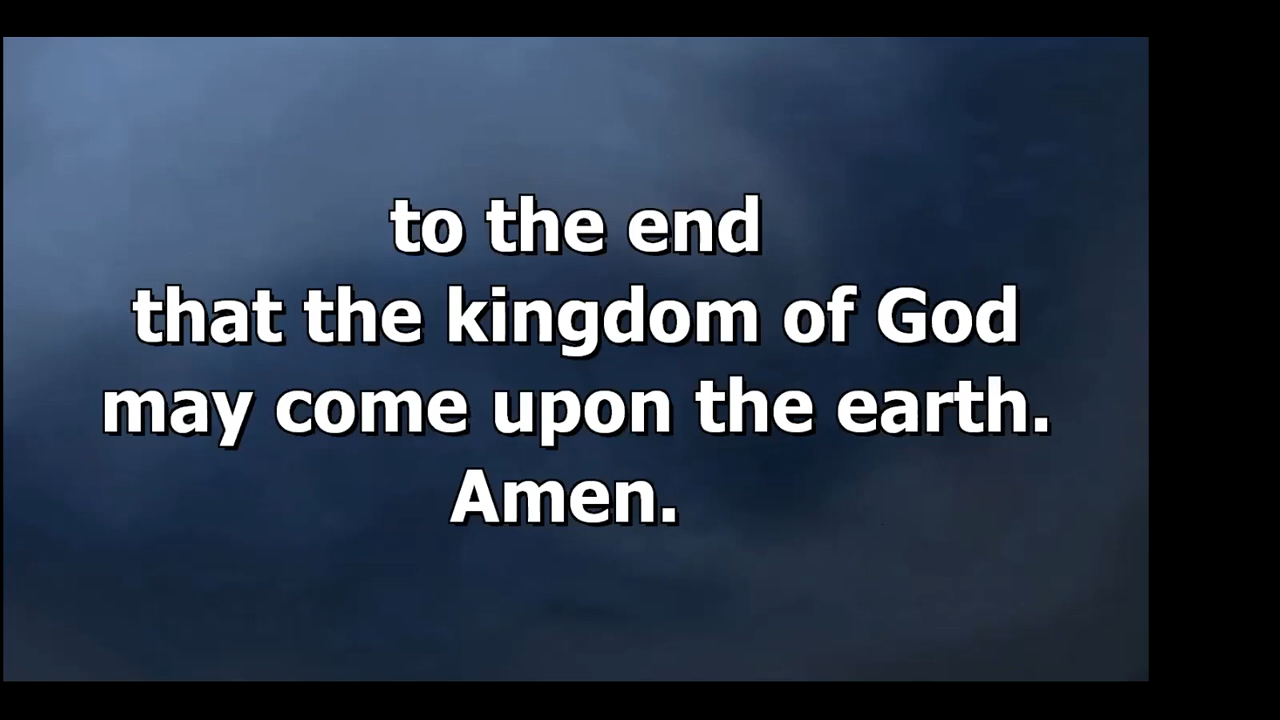 to the end
that the kingdom of God
may come upon the earth.
Amen.